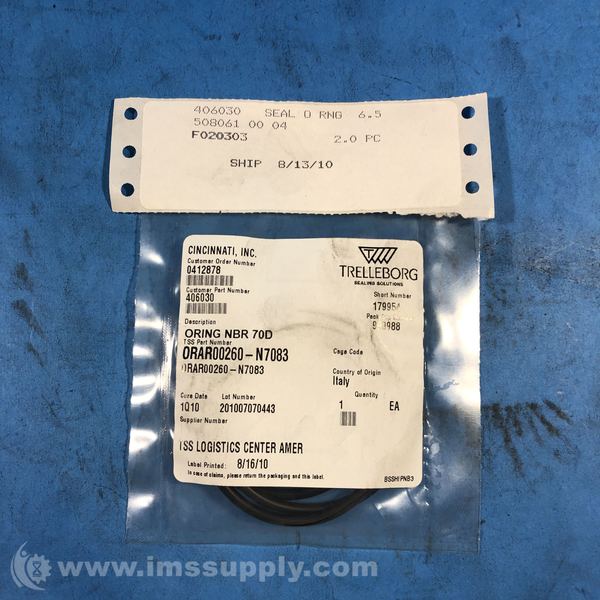 406030 SEAL O RNG 6.5
508061 00 04
F020303 2.0 PC
SHIP 8/13/10
CINCINNATI, INC.
Customer Order Number
0412878
Customer Part Number
406030
TRELLEBORG
SEALING SOLUTIONS
Short Number
Description
ORING NBR 70D
TSS Part Number
ORAR00260-N7083
ORAR00260-N7083
Cage Code
Country of Origin
Italy
Cure Date Lot Number
1Q10 201007070443
Quantity
1 EA
Supplier Number
TSS LOGISTICS CENTER AMER
Label Printed: 8/16/10
In case of claims, please return the packaging and this label.
BSSHIPNB3
© www.imssupply.com